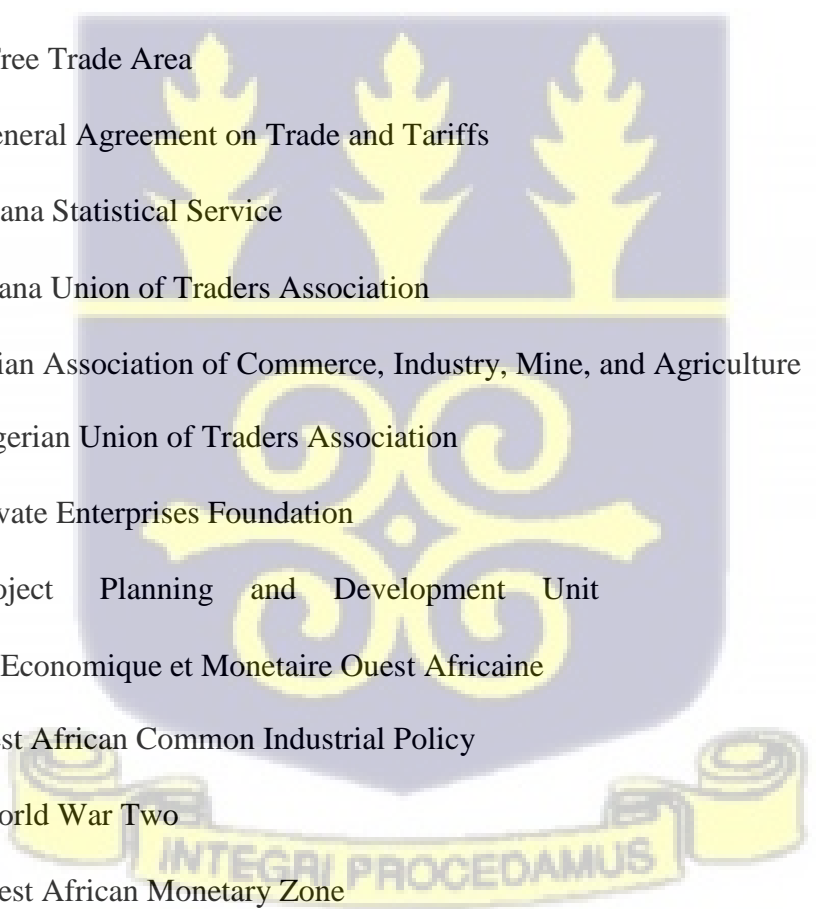 ree Trade Area
eneral Agreement on Trade and Tariffs
ana Statistical Service
ana Union of Traders Association
ian Association of Commerce, Industry, Mine, and Agriculture
gerian Union of Traders Association
vate Enterprises Foundation
oject Planning and Development Unit
Economique et Monetaire Ouest Africaine
st African Common Industrial Policy
orld War Two
INTEGRI PROCEDAMUS
est African Monetary Zone